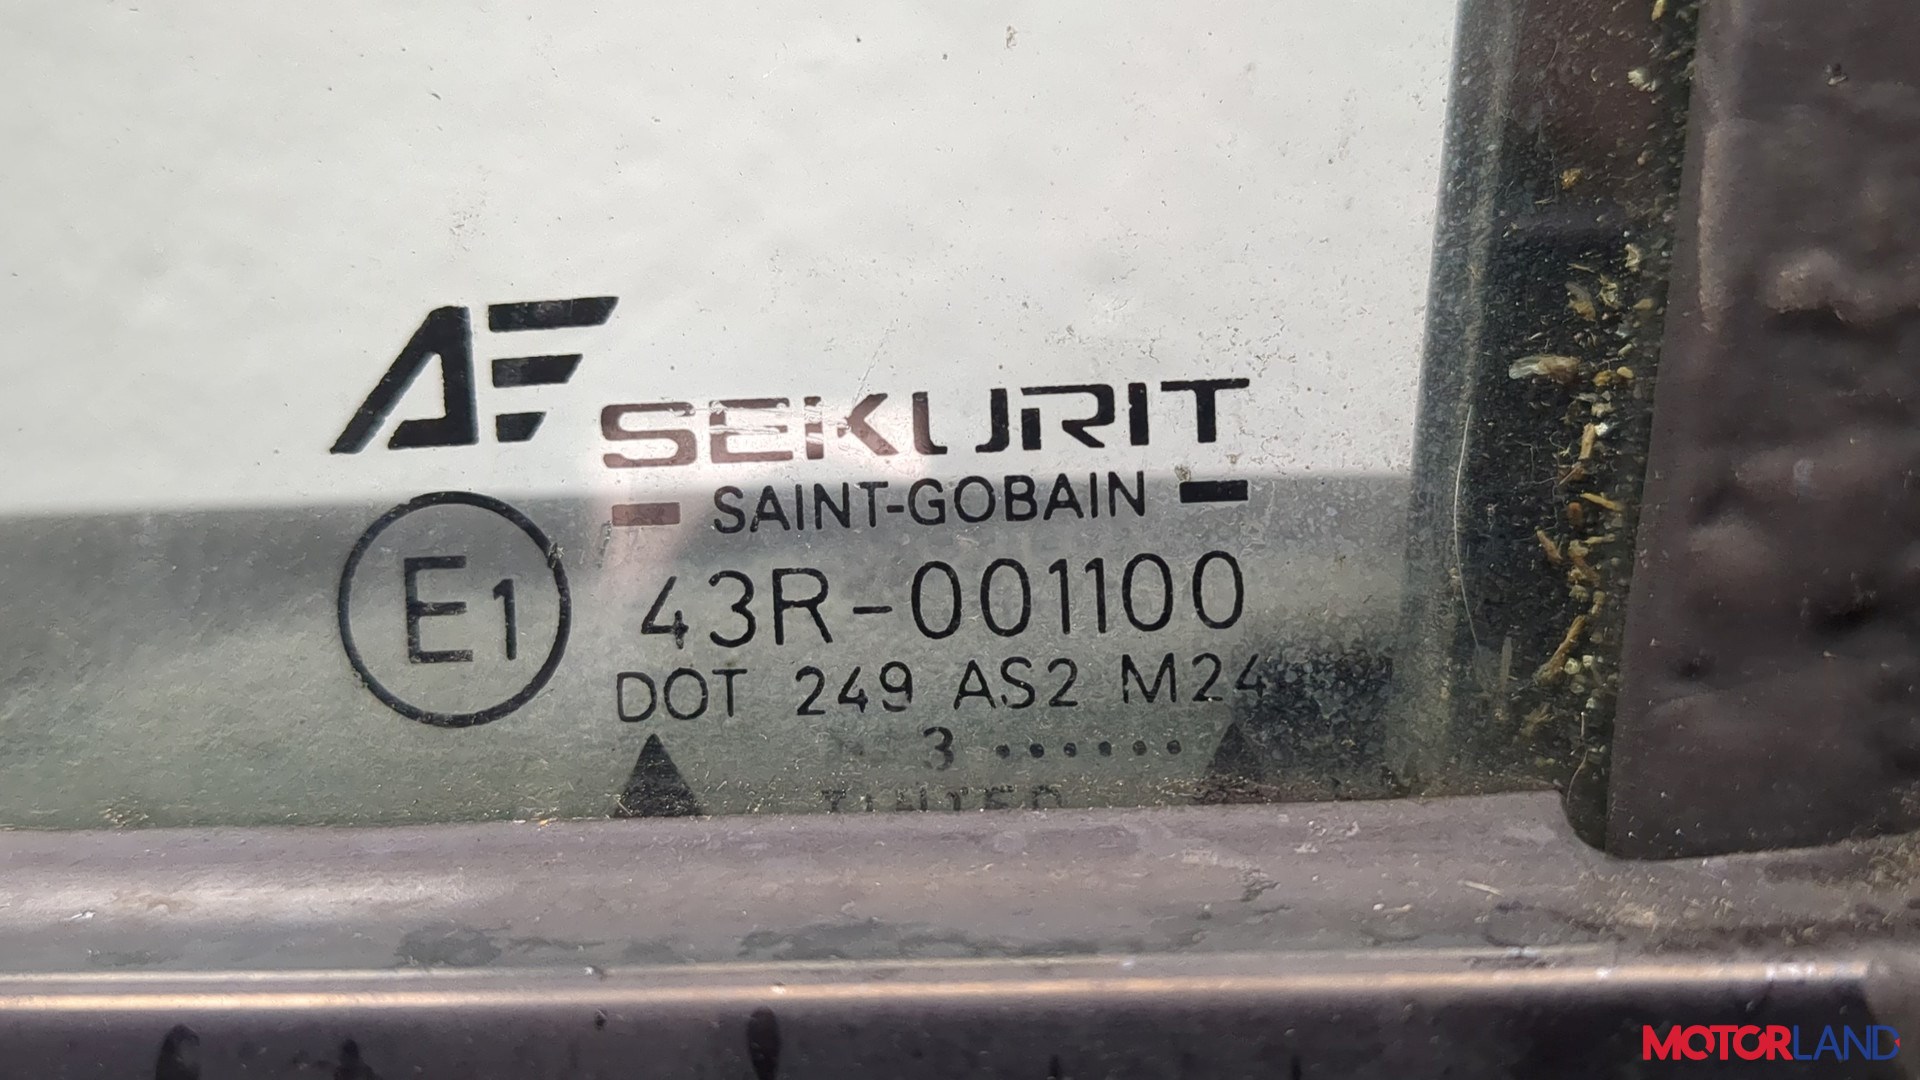 AF
SEKURIT
SAINT-GOBAIN
E1
43R-001100
DOT 249 AS2 M24
3 ......
MOTORLAND